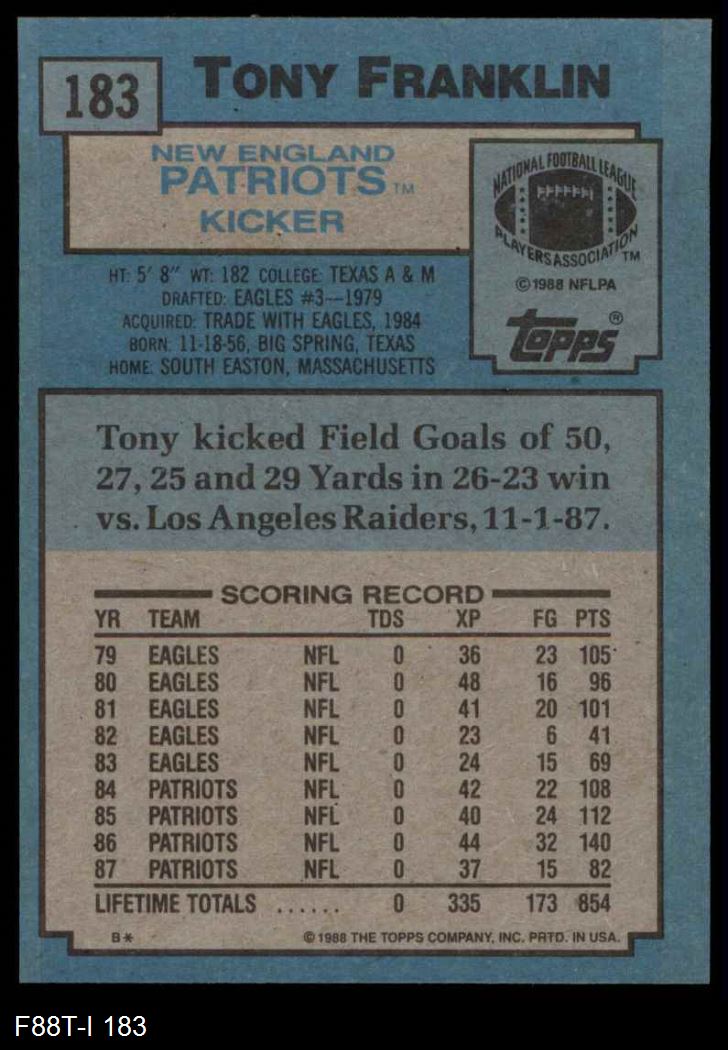 183
TONY FRANKLIN
NEW ENGLAND
PATRIOTS TM
KICKER
NATIONAL FOOTBALL LEAGUE
PLAYERS ASSOCIATION TM
© 1988 NFLPA
topps®
HT: 5' 8" WT: 182 COLLEGE: TEXAS A & M
DRAFTED: EAGLES #3—1979
ACQUIRED: TRADE WITH EAGLES, 1984
BORN: 11-18-56, BIG SPRING, TEXAS
HOME: SOUTH EASTON, MASSACHUSETTS
Tony kicked Field Goals of 50,
27, 25 and 29 Yards in 26-23 win
vs. Los Angeles Raiders, 11-1-87.
SCORING RECORD
YR TEAM TDS XP FG PTS
79 EAGLES NFL 0 36 23 105
80 EAGLES NFL 0 48 16 96
81 EAGLES NFL 0 41 20 101
82 EAGLES NFL 0 23 6 41
83 EAGLES NFL 0 24 15 69
84 PATRIOTS NFL 0 42 22 108
85 PATRIOTS NFL 0 40 24 112
86 PATRIOTS NFL 0 44 32 140
87 PATRIOTS NFL 0 37 15 82
LIFETIME TOTALS ...... 0 335 173 854
B* © 1988 THE TOPPS COMPANY, INC. PRTD. IN USA.
F88T-I 183